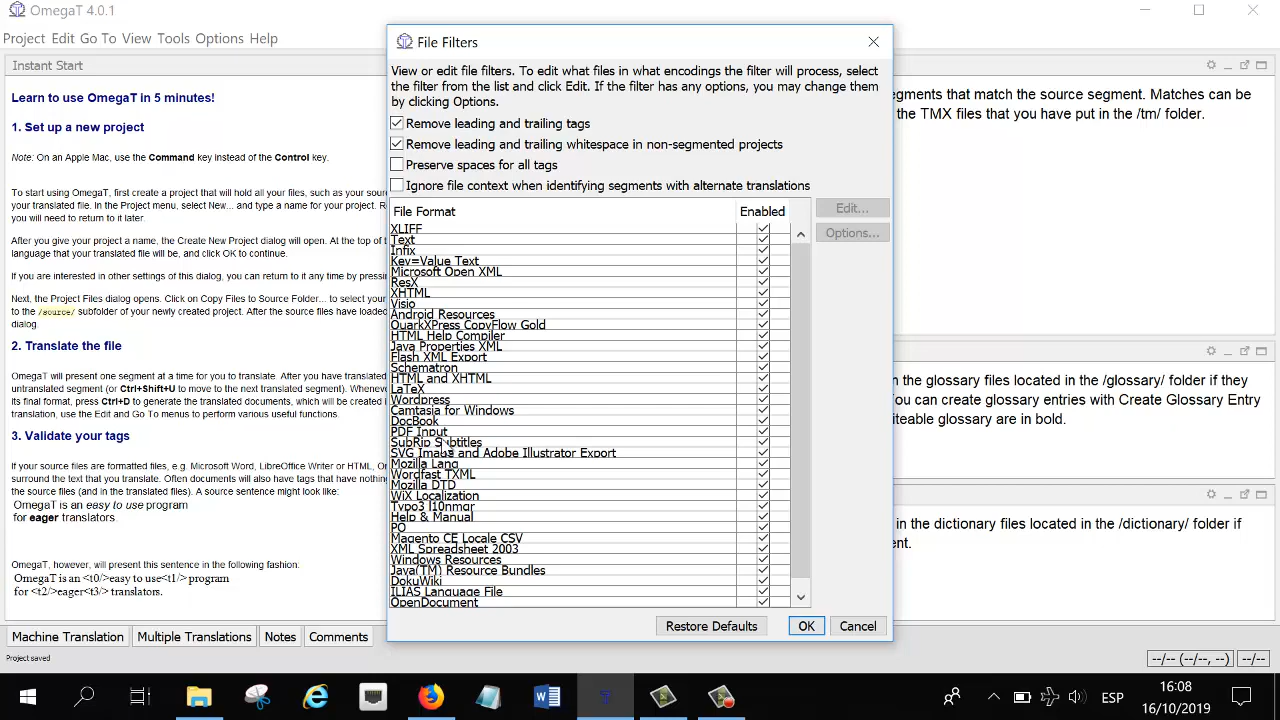 OmegaT 4.0.1
Project Edit Go To View Tools Options Help
Instant Start
Learn to use OmegaT in 5 minutes!
1. Set up a new project
Note: On an Apple Mac, use the Command key instead of the Control key.
To start using OmegaT, first create a project that will hold all your files, such as your sour
your translated file. In the Project menu, select New... and type a name for your project. R
you will need to return to it later.
After you give your project a name, the Create New Project dialog will open. At the top of t
language that your translated file will be, and click OK to continue.
If you are interested in other settings of this dialog, you can return to it any time by pressin
Next, the Project Files dialog opens. Click on Copy Files to Source Folder... to select your
to the /source/ subfolder of your newly created project. After the source files have loaded
dialog.
2. Translate the file
OmegaT will present one segment at a time for you to translate. After you have translated
untranslated segment (or Ctrl+Shift+U to move to the next translated segment). Wheneve
its final format, press Ctrl+D to generate the translated documents, which will be created i
translation, use the Edit and Go To menus to perform various useful functions.
3. Validate your tags
If your source files are formatted files, e.g. Microsoft Word, LibreOffice Writer or HTML, On
surround the text that you translate. Often documents will also have tags that have nothing
the source files (and in the translated files). A source sentence might look like:
OmegaT is an easy to use program
for eager translators.
OmegaT, however, will present this sentence in the following fashion:
OmegaT is an <t0/>easy to use<t1/> program
for <t2/>eager<t3/> translators.
File Filters
View or edit file filters. To edit what files in what encodings the filter will process, select
the filter from the list and click Edit. If the filter has any options, you may change them
by clicking Options.
Remove leading and trailing tags
Remove leading and trailing whitespace in non-segmented projects
Preserve spaces for all tags
Ignore file context when identifying segments with alternate translations
File Format Enabled
XLIFF
Text
Infix
Key=Value Text
Microsoft Open XML
ResX
XHTML
Visio
Android Resources
QuarkXPress CopyFlow Gold
HTML Help Compiler
Java Properties XML
Flash XML Export
Schematron
HTML and XHTML
LaTeX
Wordpress
Camtasia for Windows
DocBook
PDF Input
SubRip Subtitles
SVG Image and Adobe Illustrator Export
Mozilla Lang
Wordfast TXML
Mozilla DTD
WiX Localization
Typo3 l10nmgr
Help & Manual
PO
Magento CE Locale CSV
XML Spreadsheet 2003
Windows Resources
Java(TM) Resource Bundles
DokuWiki
ILIAS Language File
OpenDocument
Edit...
Options...
Restore Defaults OK Cancel
gments that match the source segment. Matches can be
the TMX files that you have put in the /tm/ folder.
n the glossary files located in the /glossary/ folder if they
You can create glossary entries with Create Glossary Entry
iteable glossary are in bold.
in the dictionary files located in the /dictionary/ folder if
ent.
Machine Translation Multiple Translations Notes Comments
Project saved
--/-- (--/--, --) --/--
ESP
16:08
16/10/2019